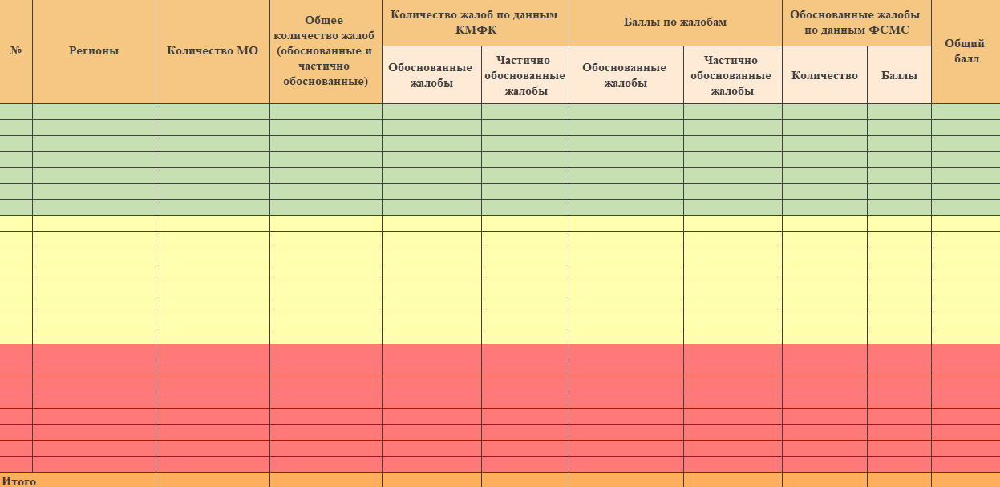 №
Регионы
Количество МО
Общее
количество жалоб
(обоснованные и
частично
обоснованные)
Количество жалоб по данным
КМФК
Обоснованные
жалобы
Частично
обоснованные
жалобы
Баллы по жалобам
Обоснованные
жалобы
Частично
обоснованные
жалобы
Обоснованные жалобы
по данным ФСМС
Количество
Баллы
Общий
балл
Итого